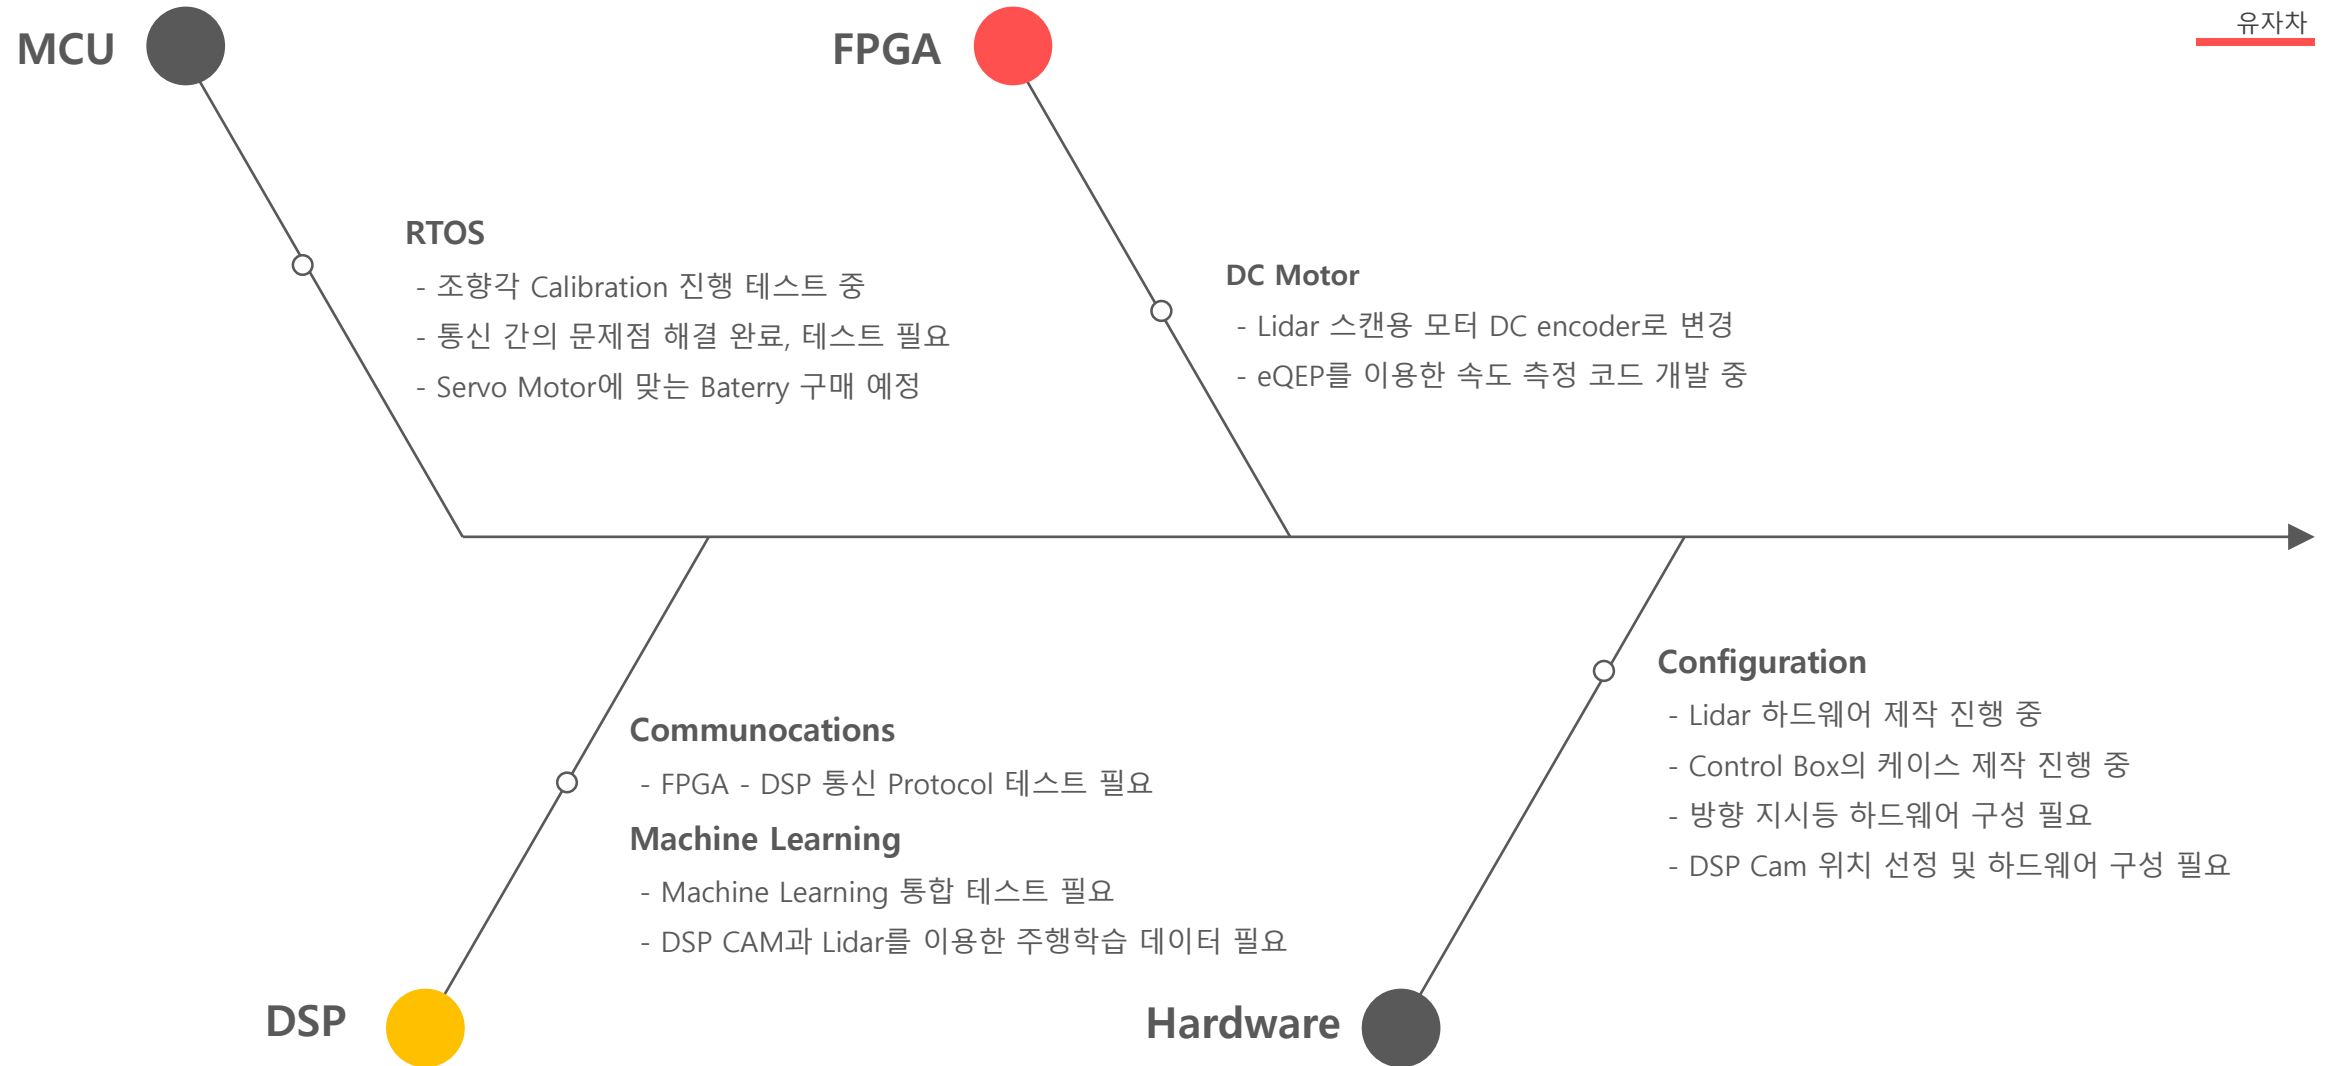 유자차
MCU
FPGA
RTOS
- 조향각 Calibration 진행 테스트 중
- 통신 간의 문제점 해결 완료, 테스트 필요
- Servo Motor에 맞는 Baterry 구매 예정
DC Motor
- Lidar 스캔용 모터 DC encoder로 변경
- eQEP를 이용한 속도 측정 코드 개발 중
Communocations
- FPGA - DSP 통신 Protocol 테스트 필요
Machine Learning
- Machine Learning 통합 테스트 필요
- DSP CAM과 Lidar를 이용한 주행학습 데이터 필요
DSP
Configuration
- Lidar 하드웨어 제작 진행 중
- Control Box의 케이스 제작 진행 중
- 방향 지시등 하드웨어 구성 필요
- DSP Cam 위치 선정 및 하드웨어 구성 필요
Hardware